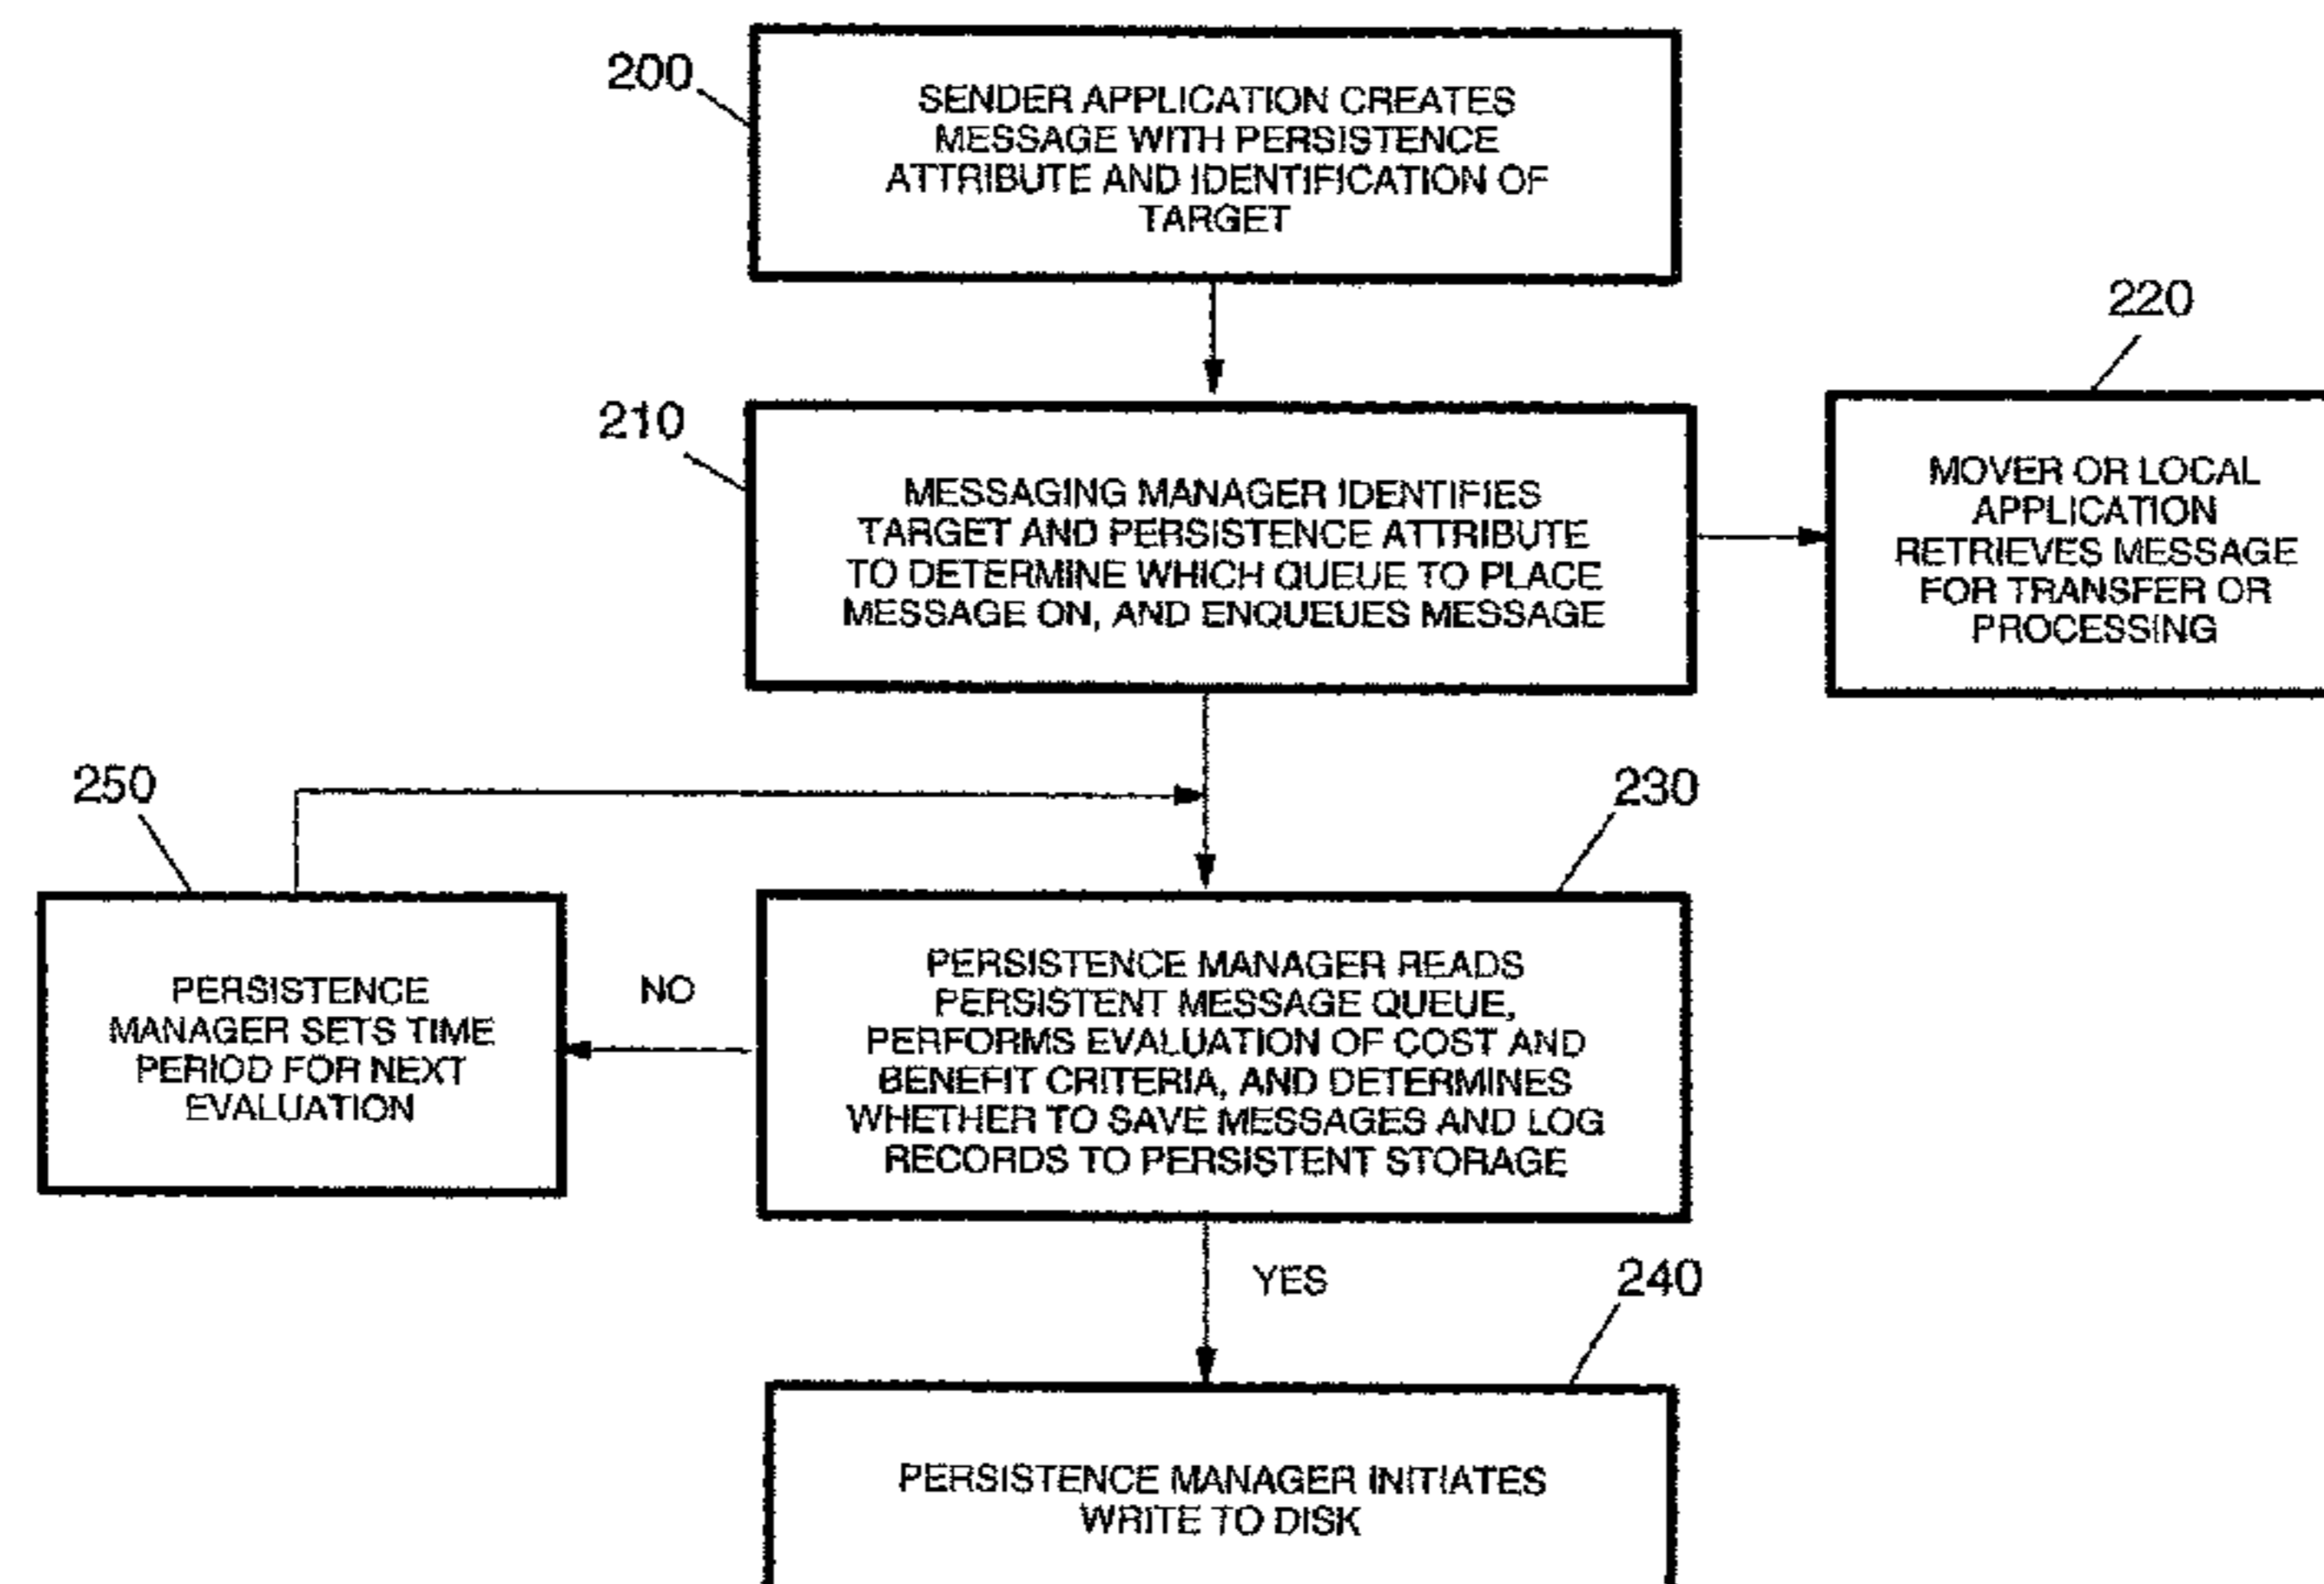 200
SENDER APPLICATION CREATES
MESSAGE WITH PERSISTENCE
ATTRIBUTE AND IDENTIFICATION OF
TARGET
220
210
MESSAGING MANAGER IDENTIFIES
TARGET AND PERSISTENCE ATTRIBUTE
TO DETERMINE WHICH QUEUE TO PLACE
MESSAGE ON, AND ENQUEUES MESSAGE
MOVER OR LOCAL
APPLICATION
RETRIEVES MESSAGE
FOR TRANSFER OR
PROCESSING
250
230
PERSISTENCE
MANAGER SETS TIME
PERIOD FOR NEXT
EVALUATION
NO
PERSISTENCE MANAGER READS
PERSISTENT MESSAGE QUEUE,
PERFORMS EVALUATION OF COST AND
BENEFIT CRITERIA, AND DETERMINES
WHETHER TO SAVE MESSAGES AND LOG
RECORDS TO PERSISTENT STORAGE
YES
240
PERSISTENCE MANAGER INITIATES
WRITE TO DISK